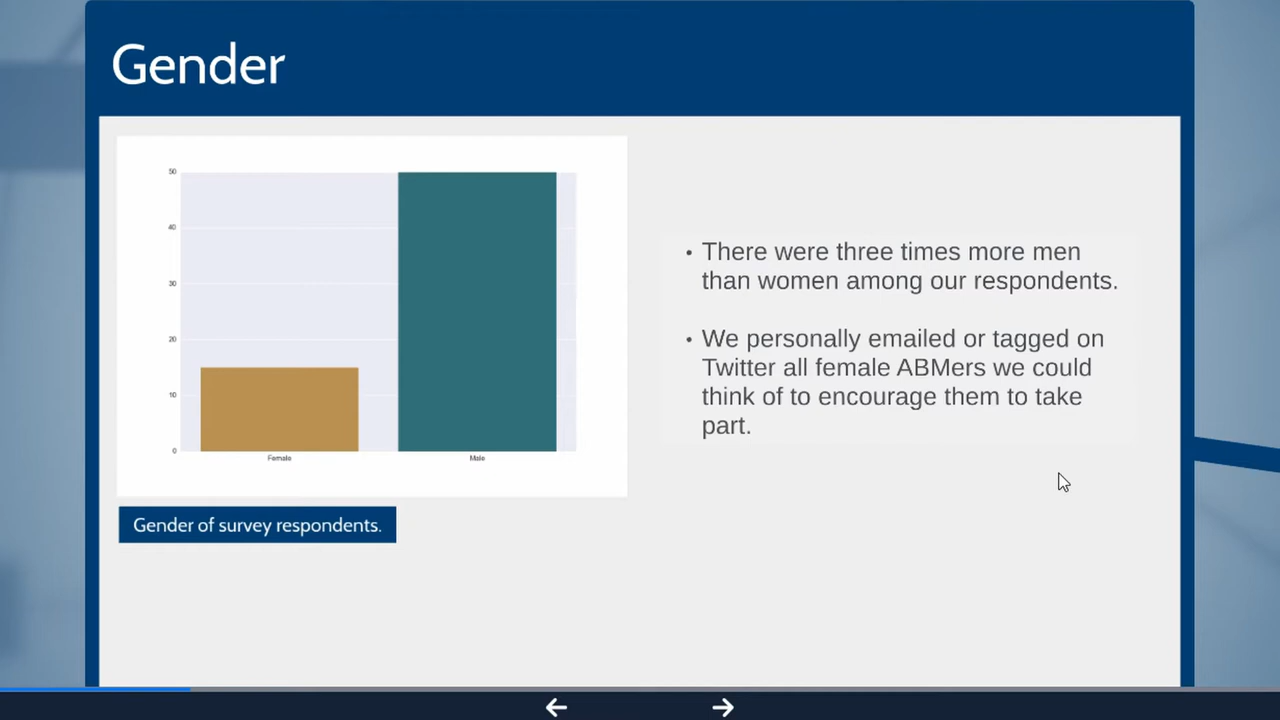 Gender
50
40
30
20
10
0
Female
Male
Gender of survey respondents.
• There were three times more men
than women among our respondents.
• We personally emailed or tagged on
Twitter all female ABMers we could
think of to encourage them to take
part.